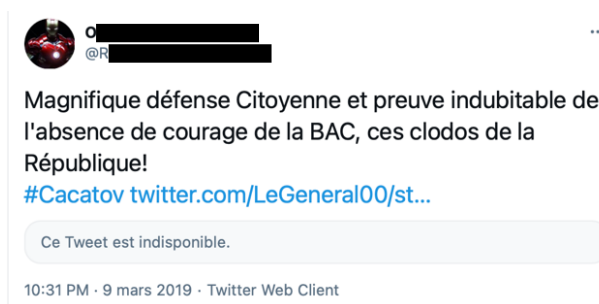 O
@R
Magnifique défense Citoyenne et preuve indubitable de
l'absence de courage de la BAC, ces clodos de la
République!
#Cacatov twitter.com/LeGeneral00/st...
Ce Tweet est indisponible.
10:31 PM · 9 mars 2019 · Twitter Web Client